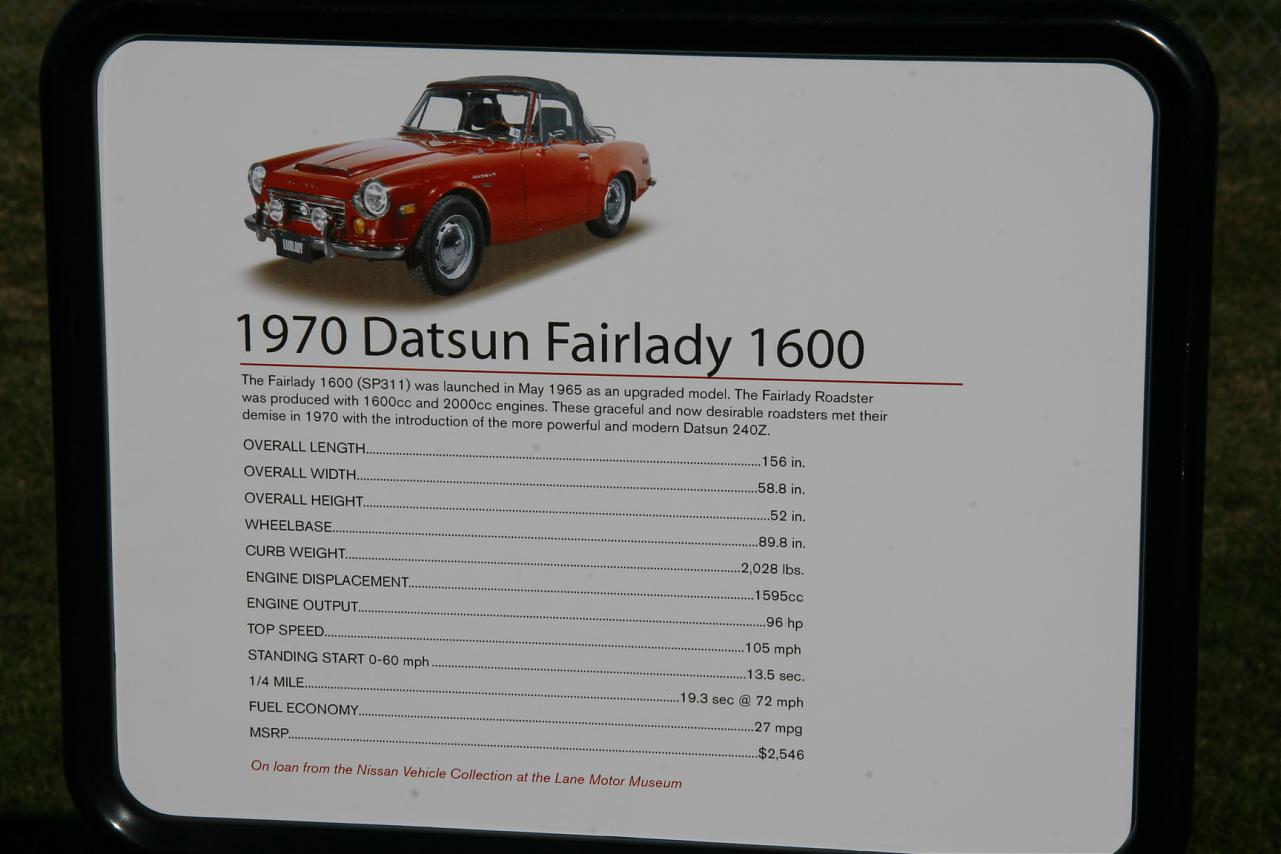 FAIRLADY
1970 Datsun Fairlady 1600
The Fairlady 1600 (SP311) was launched in May 1965 as an upgraded model. The Fairlady Roadster
was produced with 1600cc and 2000cc engines. These graceful and now desirable roadsters met their
demise in 1970 with the introduction of the more powerful and modern Datsun 240Z.
OVERALL LENGTH...156 in.
OVERALL WIDTH...58.8 in.
OVERALL HEIGHT...52 in.
WHEELBASE...89.8 in.
CURB WEIGHT...2,028 lbs.
ENGINE DISPLACEMENT...1595cc
ENGINE OUTPUT...96 hp
TOP SPEED...105 mph
STANDING START 0-60 mph...13.5 sec.
1/4 MILE...19.3 sec @ 72 mph
FUEL ECONOMY...27 mpg
MSRP...$2,546
On loan from the Nissan Vehicle Collection at the Lane Motor Museum